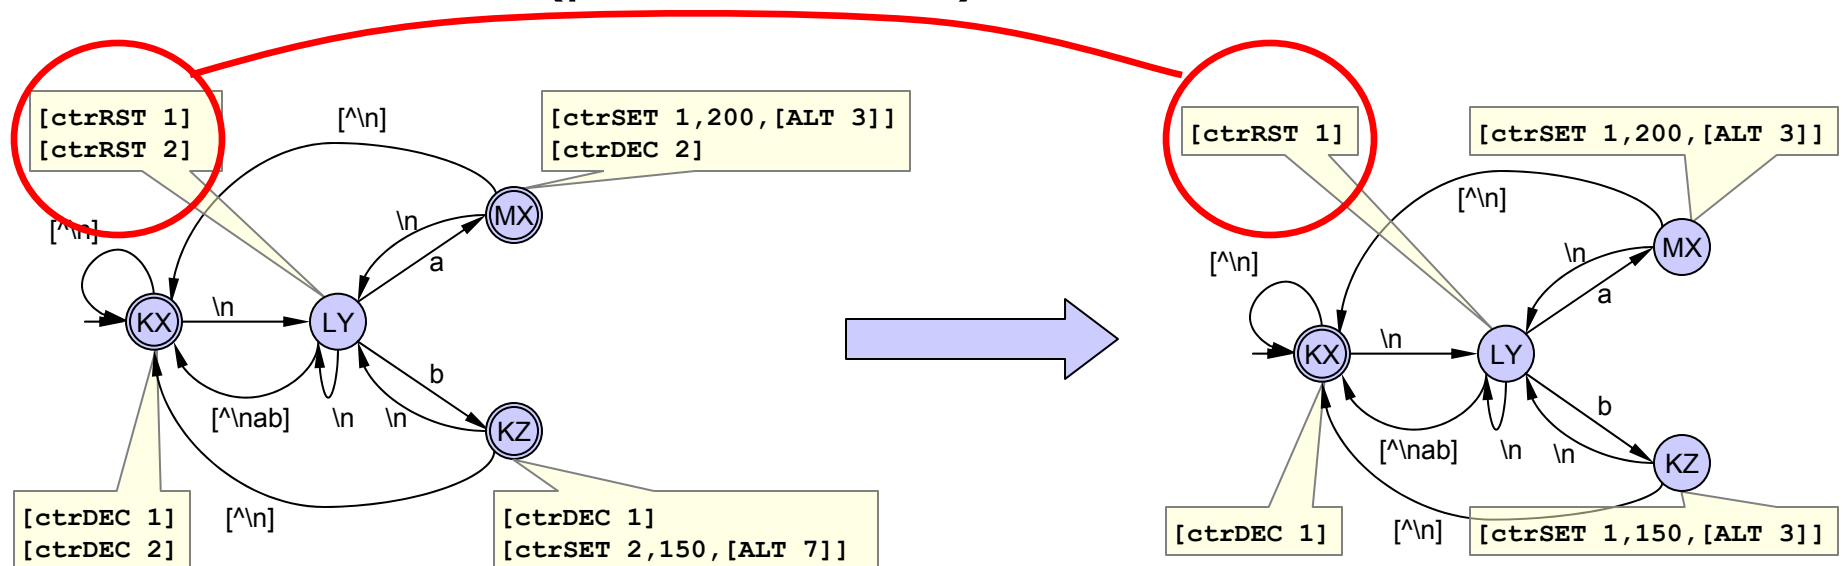 [ctrRST 1]
[ctrRST 2]
[^\n]
[ctrSET 1,200,[ALT 3]]
[ctrDEC 2]
[^\n]
\n
MX
a
KX
\n
LY
b
[^\nab]
\n
\n
KZ
[^\n]
[ctrDEC 1]
[ctrDEC 2]
[ctrDEC 1]
[ctrSET 2,150,[ALT 7]]
[ctrRST 1]
[ctrSET 1,200,[ALT 3]]
[^\n]
[^\n]
\n
MX
a
KX
\n
LY
b
[^\nab]
\n
\n
KZ
[^\n]
[ctrDEC 1]
[ctrSET 1,150,[ALT 3]]